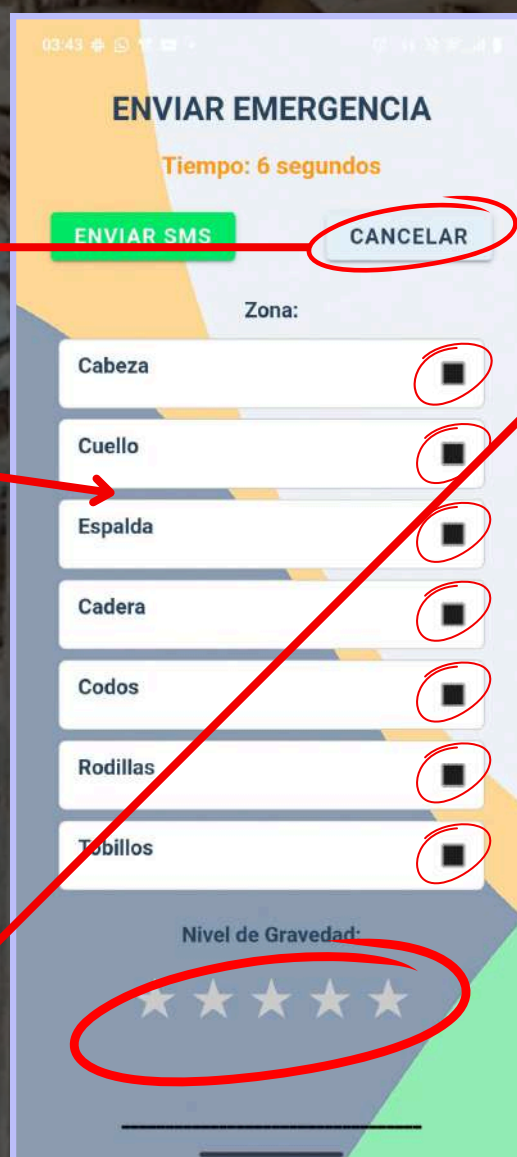 03:43
ENVIAR EMERGENCIA
Tiempo: 6 segundos
ENVIAR SMS
CANCELAR
Zona:
Cabeza
Cuello
Espalda
Cadera
Codos
Rodillas
Tobillos
Nivel de Gravedad: